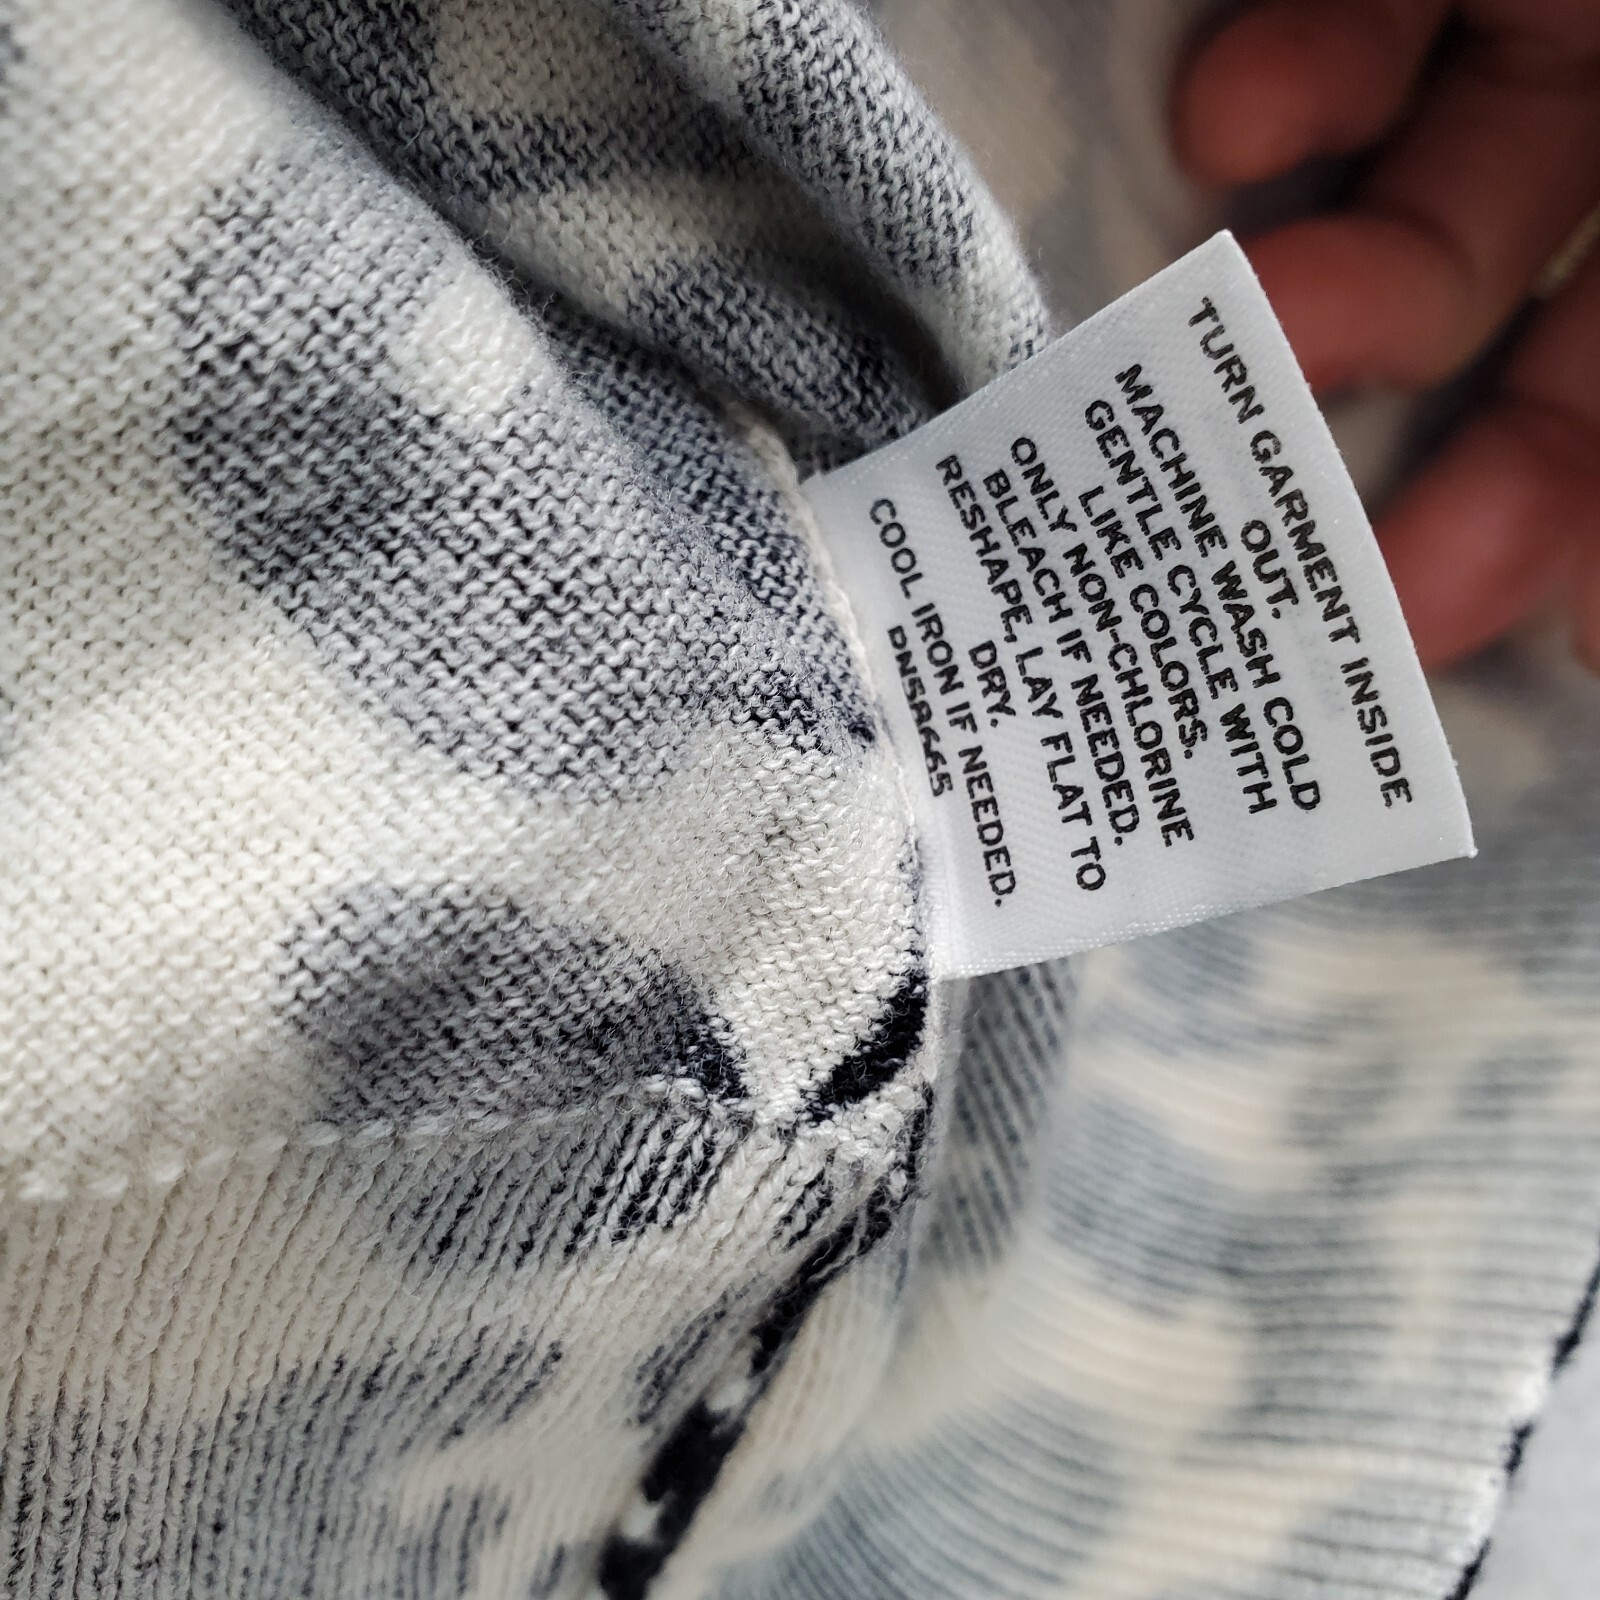 TURN GARMENT INSIDE
OUT.
MACHINE WASH COLD
GENTLE CYCLE WITH
LIKE COLORS.
ONLY NON-CHLORINE
BLEACH IF NEEDED.
RESHAPE, LAY FLAT TO
DRY.
COOL IRON IF NEEDED.